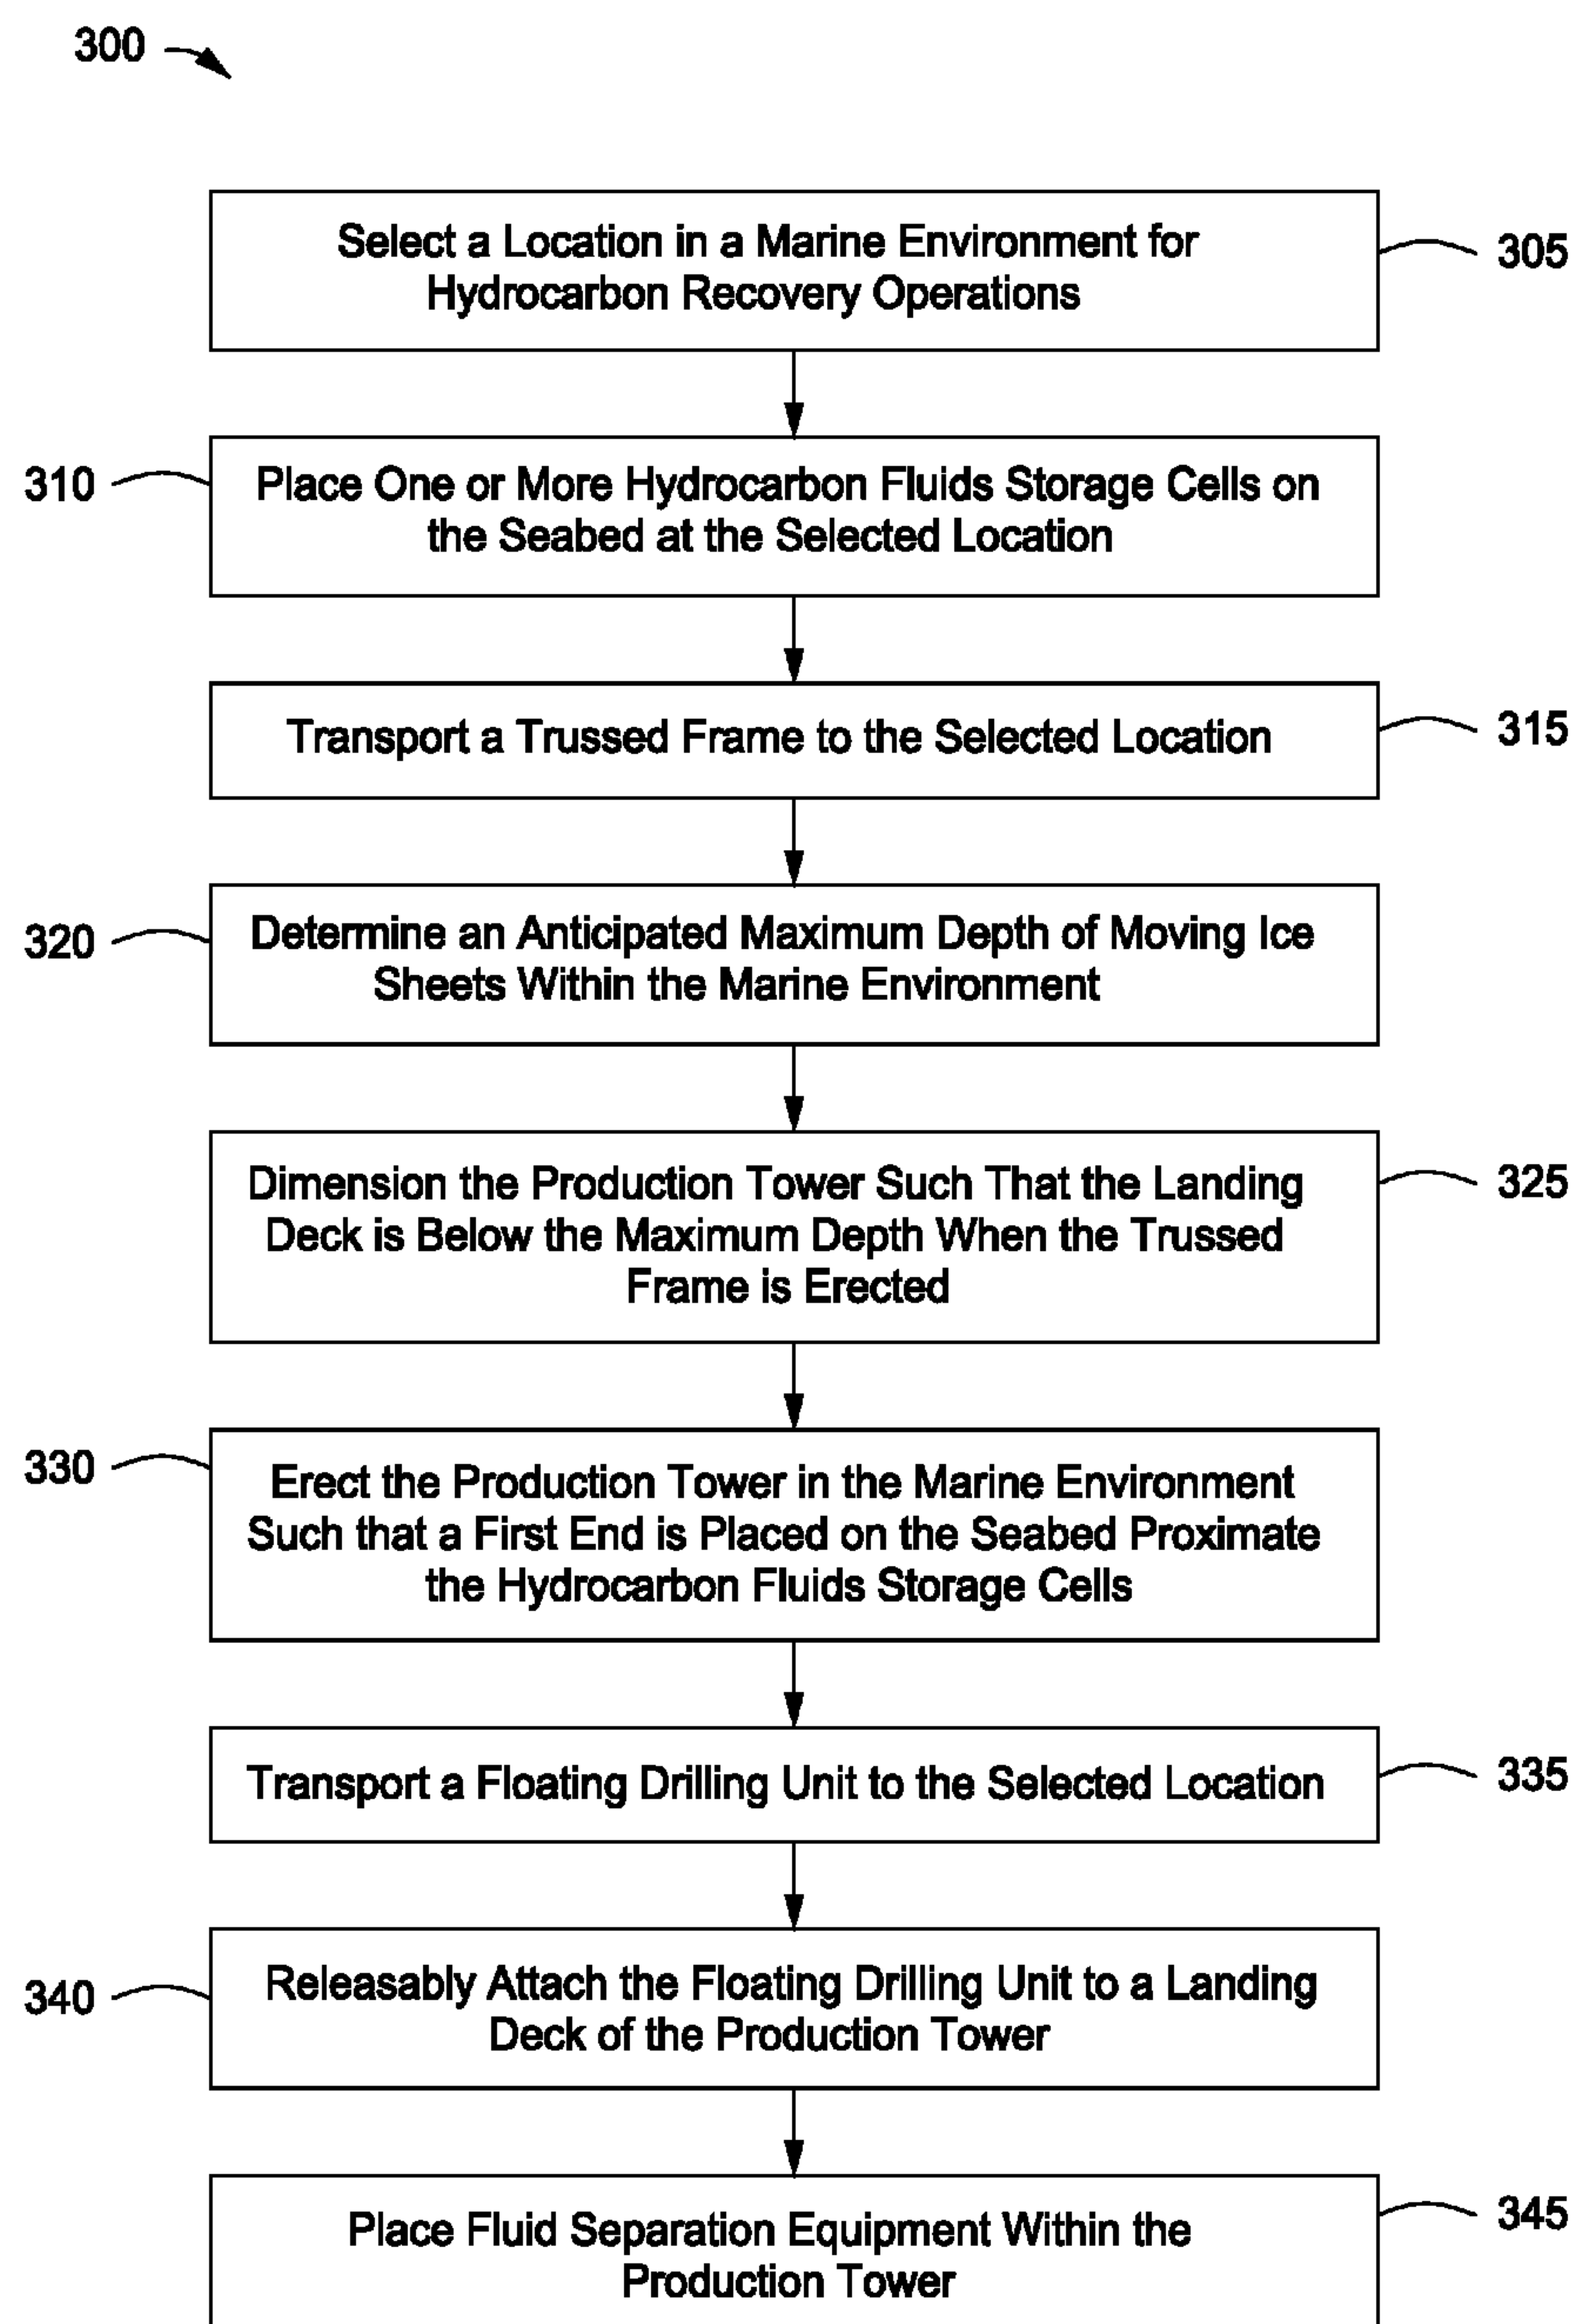 300
Select a Location in a Marine Environment for
Hydrocarbon Recovery Operations
305
310
Place One or More Hydrocarbon Fluids Storage Cells on
the Seabed at the Selected Location
Transport a Trussed Frame to the Selected Location
315
320
Determine an Anticipated Maximum Depth of Moving Ice
Sheets Within the Marine Environment
Dimension the Production Tower Such That the Landing
Deck is Below the Maximum Depth When the Trussed
Frame is Erected
325
330
Erect the Production Tower in the Marine Environment
Such that a First End is Placed on the Seabed Proximate
the Hydrocarbon Fluids Storage Cells
Transport a Floating Drilling Unit to the Selected Location
335
340
Releasably Attach the Floating Drilling Unit to a Landing
Deck of the Production Tower
Place Fluid Separation Equipment Within the
Production Tower
345